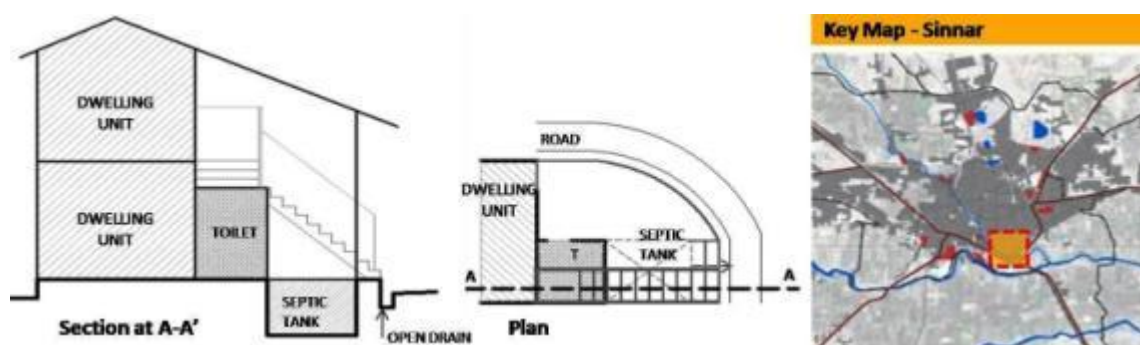 DWELLING
UNIT
DWELLING
UNIT
TOILET
SEPTIC
TANK
OPEN DRAIN
Section at A-A'
ROAD
DWELLING
UNIT
SEPTIC
TANK
T
A
A
Plan
Key Map - Sinnar